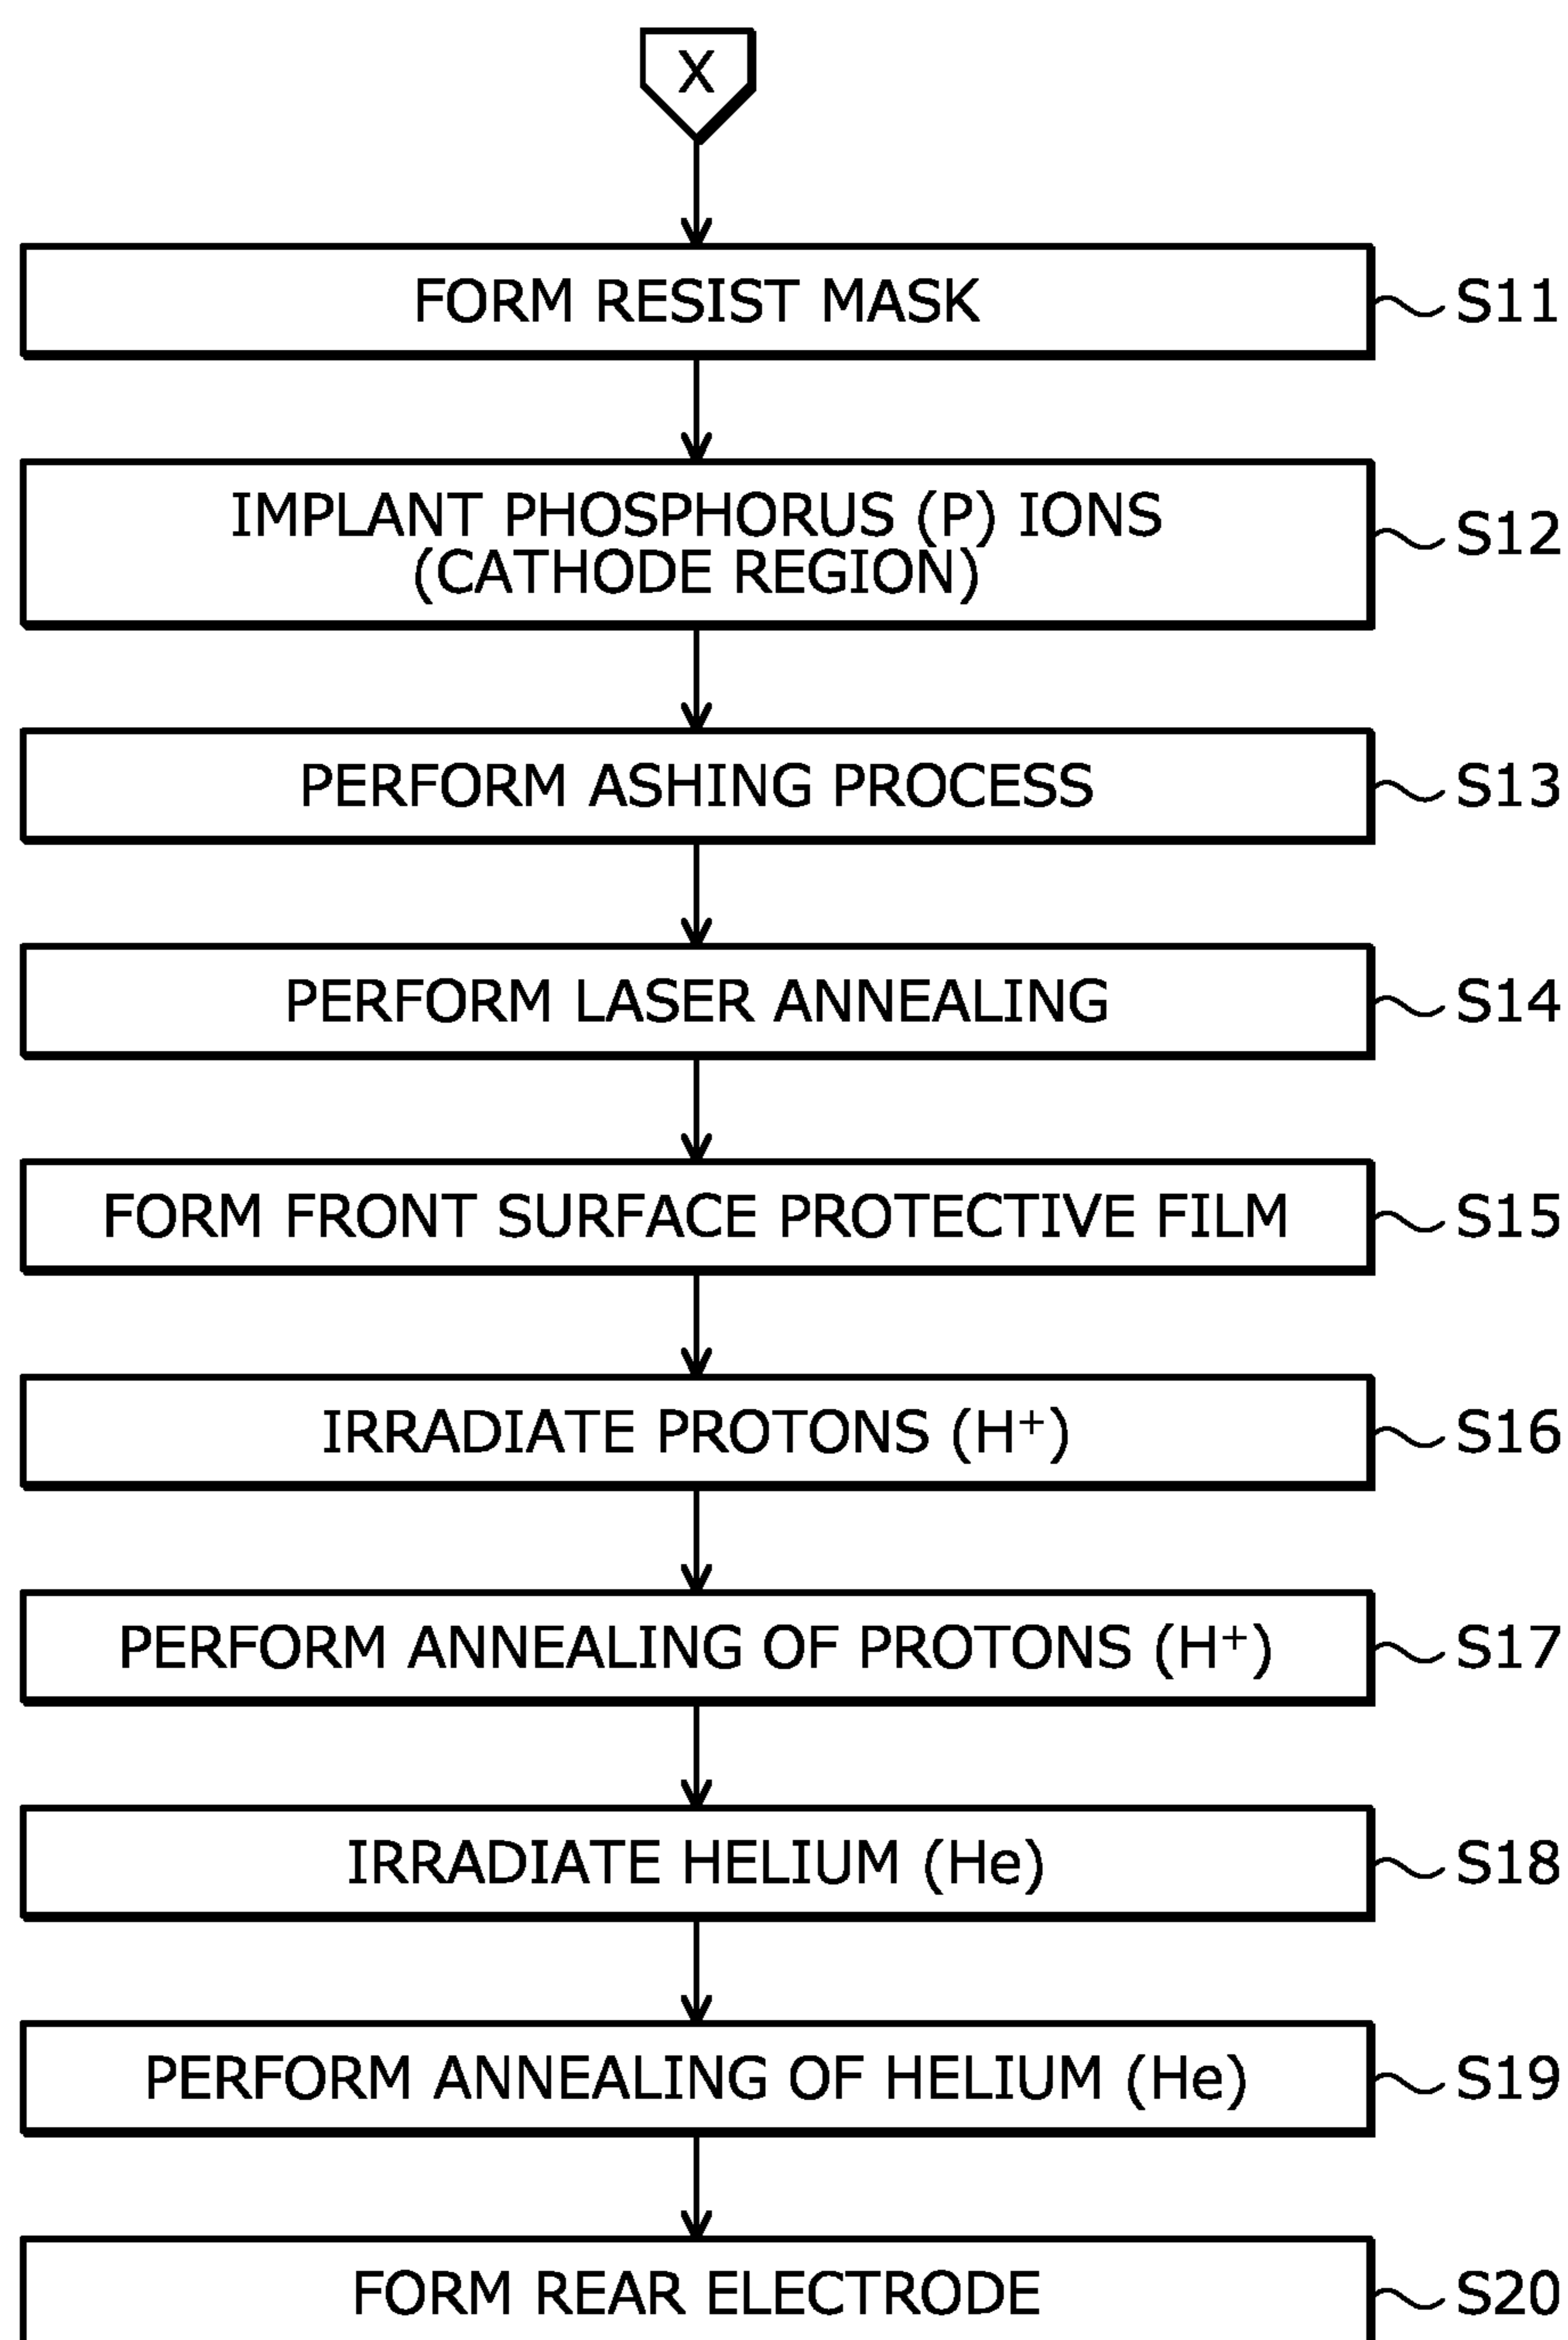 X
FORM RESIST MASK S11
IMPLANT PHOSPHORUS (P) IONS
(CATHODE REGION) S12
PERFORM ASHING PROCESS S13
PERFORM LASER ANNEALING S14
FORM FRONT SURFACE PROTECTIVE FILM S15
IRRADIATE PROTONS (H⁺) S16
PERFORM ANNEALING OF PROTONS (H⁺) S17
IRRADIATE HELIUM (He) S18
PERFORM ANNEALING OF HELIUM (He) S19
FORM REAR ELECTRODE S20